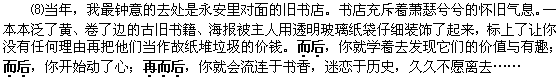 ⑻当年，我最钟意的去处是永安里对面的旧书店。书店充斥着萧瑟兮兮的怀旧气息。一
本本泛了黄、卷了边的古旧书籍、海报被主人用透明玻璃纸袋仔细装饰了起来，标上了让你
没有任何理由再把他们当作故纸堆垃圾的价钱。而后，你就学着去发现它们的价值与有趣；
而后，你开始动了心；再而后，你就会流连于书香，迷恋于历史，久久不愿离去……